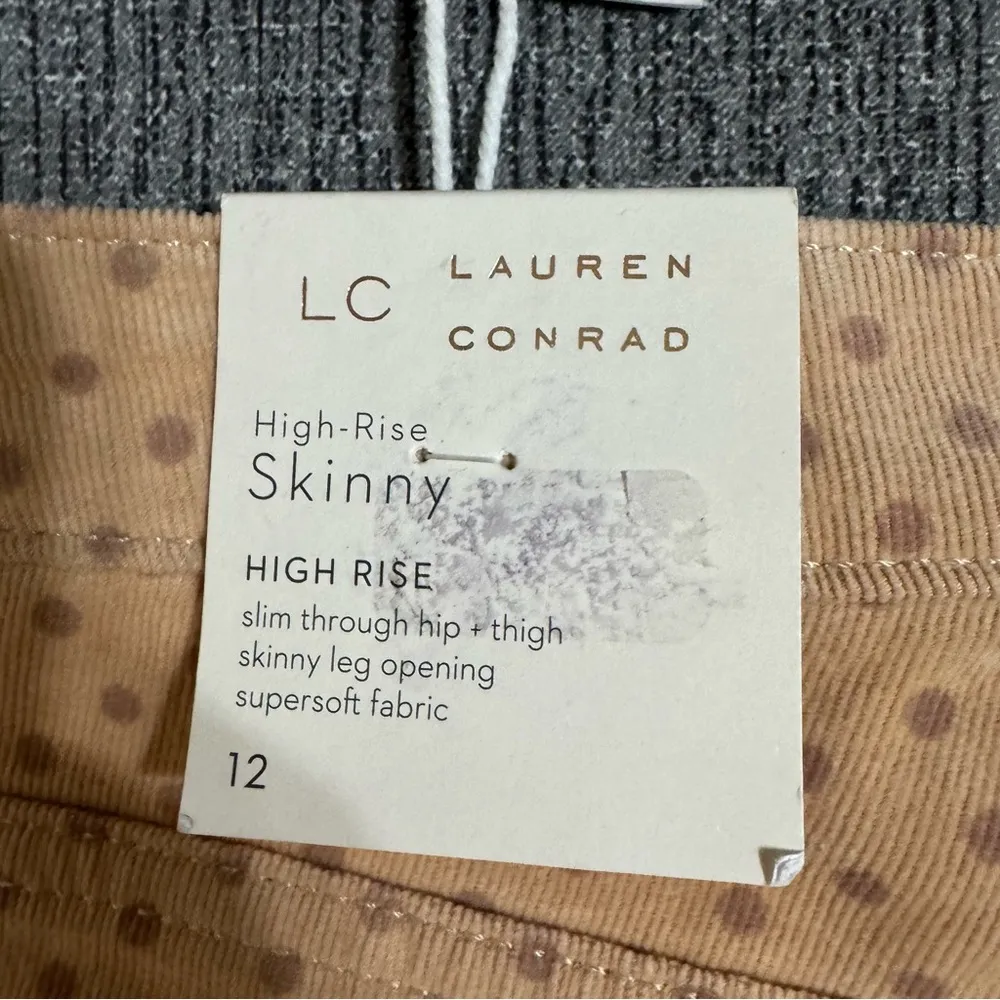 LC LAUREN
CONRAD
High-Rise
Skinny
HIGH RISE
slim through hip + thigh
skinny leg opening
supersoft fabric
12